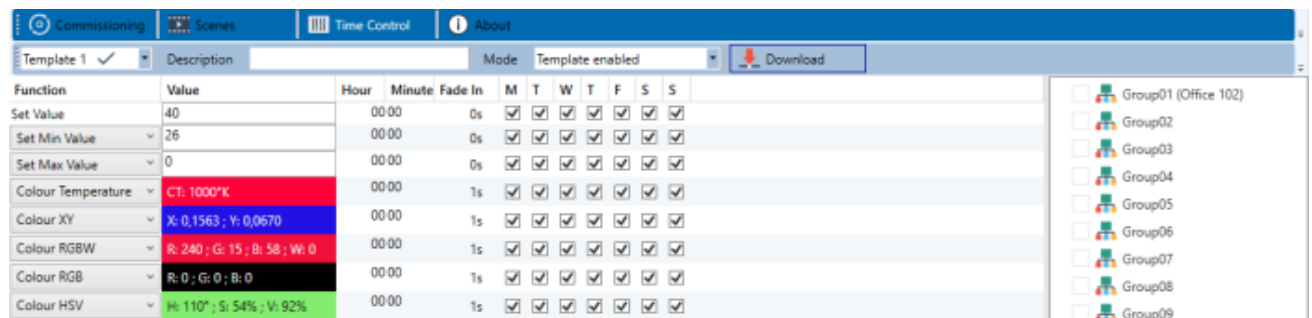 Commissioning Scenes Time Control About
Template 1 Description Mode Template enabled Download
Function Value Hour Minute Fade In M T W T F S S
Set Value 40 00 00 0s
Set Min Value 26 00 00 0s
Set Max Value 0 00 00 0s
Colour Temperature CT: 1000°K 00 00 1s
Colour XY X: 0,1563 ; Y: 0,0670 00 00 1s
Colour RGBW R: 240 ; G: 15 ; B: 58 ; W: 0 00 00 1s
Colour RGB R: 0 ; G: 0 ; B: 0 00 00 1s
Colour HSV H: 110° ; S: 54% ; V: 92% 00 00 1s
Group01 (Office 102)
Group02
Group03
Group04
Group05
Group06
Group07
Group08
Group09